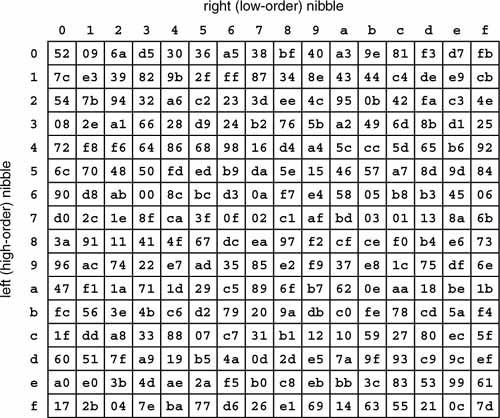 right (low-order) nibble
0 1 2 3 4 5 6 7 8 9 a b c d e f
left (high-order) nibble
0 52 09 6a d5 30 36 a5 38 bf 40 a3 9e 81 f3 d7 fb
1 7c e3 39 82 9b 2f ff 87 34 8e 43 44 c4 de e9 cb
2 54 7b 94 32 a6 c2 23 3d ee 4c 95 0b 42 fa c3 4e
3 08 2e a1 66 28 d9 24 b2 76 5b a2 49 6d 8b d1 25
4 72 f8 f6 64 86 68 98 16 d4 a4 5c cc 5d 65 b6 92
5 6c 70 48 50 fd ed b9 da 5e 15 46 57 a7 8d 9d 84
6 90 d8 ab 00 8c bc d3 0a f7 e4 58 05 b8 b3 45 06
7 d0 2c 1e 8f ca 3f 0f 02 c1 af bd 03 01 13 8a 6b
8 3a 91 11 41 4f 67 dc ea 97 f2 cf ce f0 b4 e6 73
9 96 ac 74 22 e7 ad 35 85 e2 f9 37 e8 1c 75 df 6e
a 47 f1 1a 71 1d 29 c5 89 6f b7 62 0e aa 18 be 1b
b fc 56 3e 4b c6 d2 79 20 9a db c0 fe 78 cd 5a f4
c 1f dd a8 33 88 07 c7 31 b1 12 10 59 27 80 ec 5f
d 60 51 7f a9 19 b5 4a 0d 2d e5 7a 9f 93 c9 9c ef
e a0 e0 3b 4d ae 2a f5 b0 c8 eb bb 3c 83 53 99 61
f 17 2b 04 7e ba 77 d6 26 e1 69 14 63 55 21 0c 7d